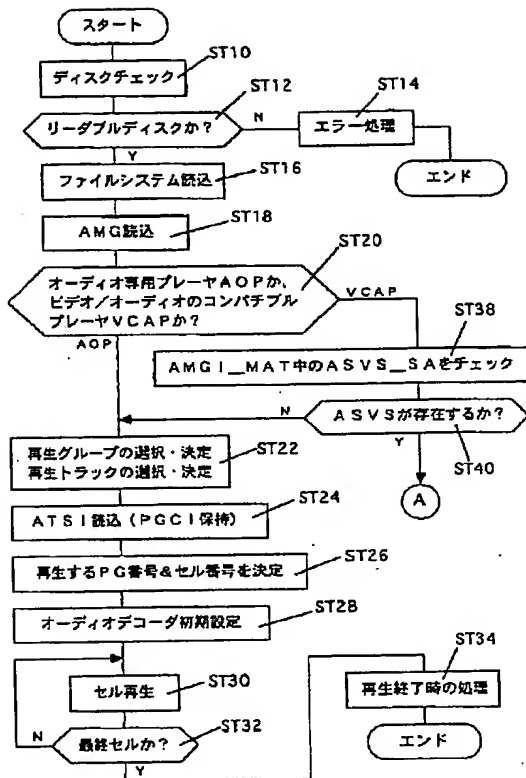 スタート
ST10
ディスクチェック
ST12
リーダブルディスクか?
N
ST14
エラー処理
Y
エンド
ST16
ファイルシステム読込
ST18
AMG読込
ST20
オーディオ専用プレーヤAOPか、
ビデオ/オーディオのコンパチブル
プレーヤVCAPか?
VCAP
AOP
ST38
AMGI__MAT中のASVS__SAをチェック
N
ASVSが存在するか?
Y
ST40
A
再生グループの選択・決定
再生トラックの選択・決定
ST22
ST24
ATSI読込(PGCI保持)
ST26
再生するPG番号&セル番号を決定
ST28
オーディオデコーダ初期設定
セル再生
ST30
N
最終セルか?
ST32
Y
ST34
再生終了時の処理
エンド